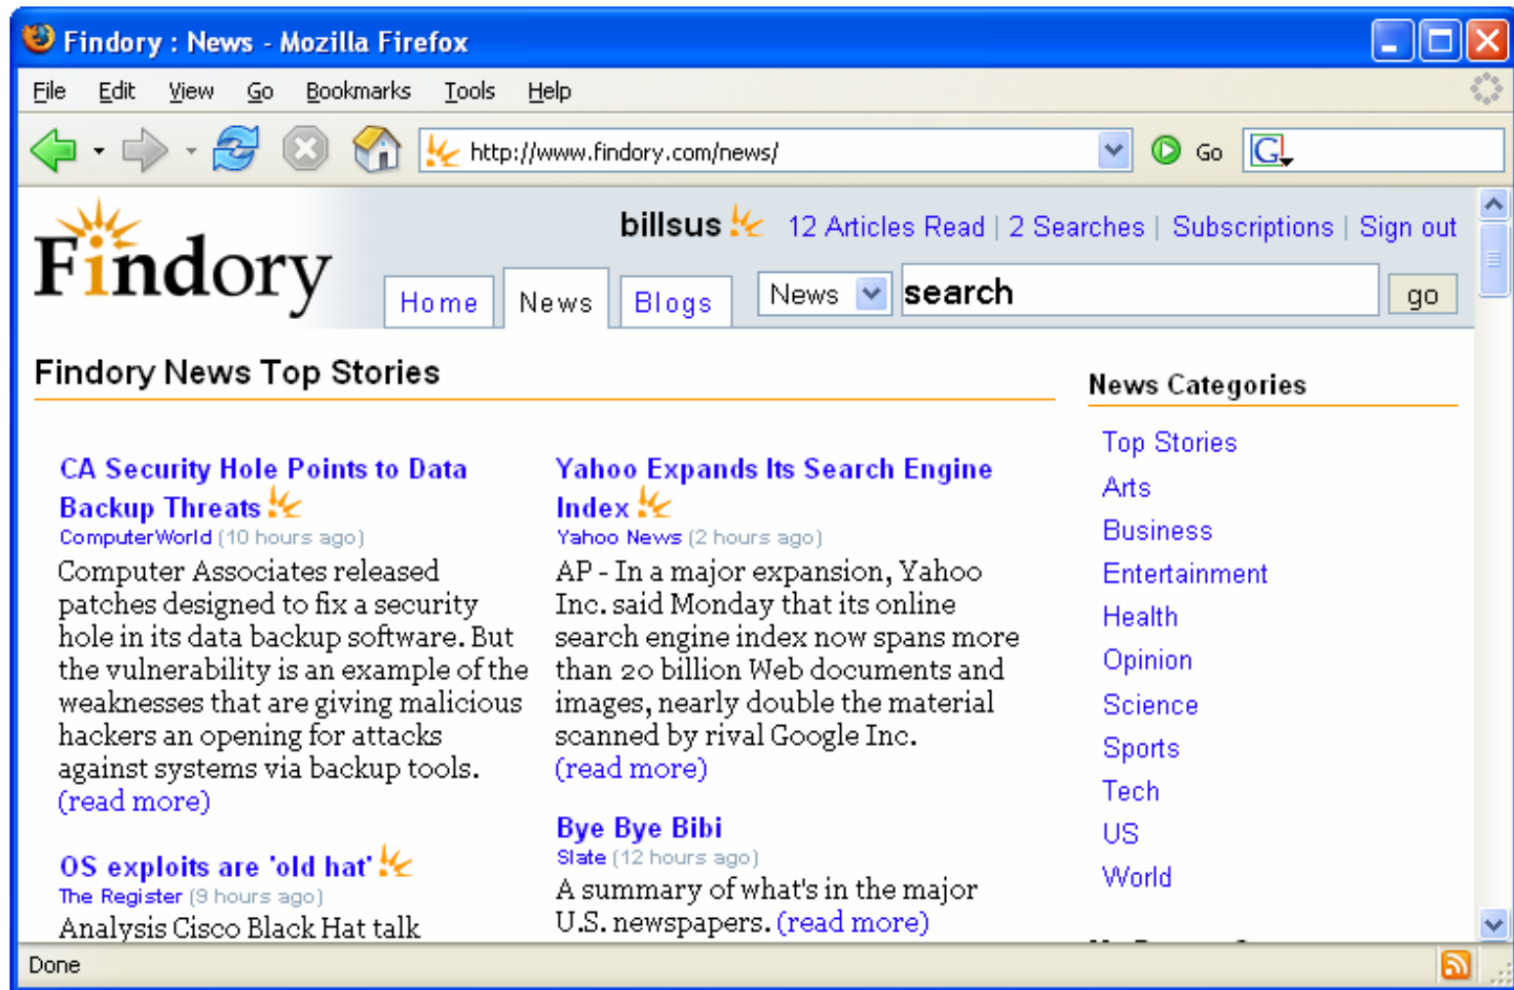 Findory : News - Mozilla Firefox
File Edit View Go Bookmarks Tools Help
http://www.findory.com/news/ Go G
billsus 12 Articles Read | 2 Searches | Subscriptions | Sign out
Findory
Home News Blogs News search go
Findory News Top Stories
CA Security Hole Points to Data
Backup Threats
ComputerWorld (10 hours ago)
Computer Associates released
patches designed to fix a security
hole in its data backup software. But
the vulnerability is an example of the
weaknesses that are giving malicious
hackers an opening for attacks
against systems via backup tools.
(read more)
OS exploits are 'old hat'
The Register (9 hours ago)
Analysis Cisco Black Hat talk
Yahoo Expands Its Search Engine
Index
Yahoo News (2 hours ago)
AP - In a major expansion, Yahoo
Inc. said Monday that its online
search engine index now spans more
than 20 billion Web documents and
images, nearly double the material
scanned by rival Google Inc.
(read more)
Bye Bye Bibi
Slate (12 hours ago)
A summary of what's in the major
U.S. newspapers. (read more)
News Categories
Top Stories
Arts
Business
Entertainment
Health
Opinion
Science
Sports
Tech
US
World
Done